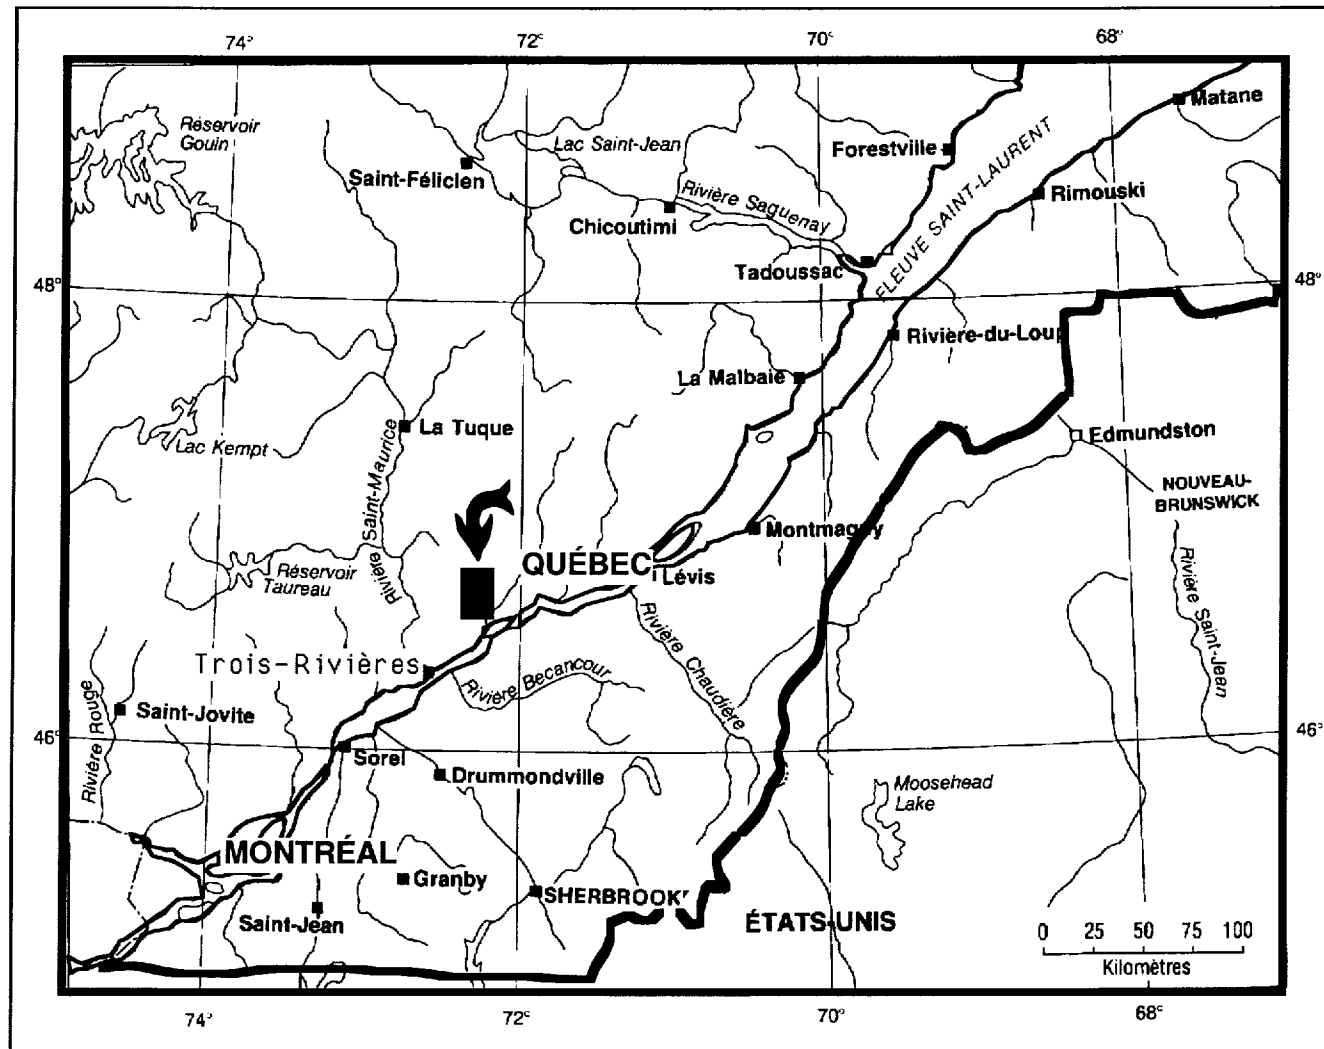 74°
72°
70°
68°
Réservoir
Gouin
Saint-Félicien
Lac Saint-Jean
Chicoutimi
Rivière Saguenay
Forestville
Matane
Rimouski
FLEUVE SAINT-LAURENT
Tadoussac
48°
48°
Rivière-du-Loup
La Malbaie
La Tuque
Lac Kempt
Rivière Saint-Maurice
Edmundston
NOUVEAU-
BRUNSWICK
Montmagny
QUÉBEC
Lévis
Réservoir
Taureau
Rivière Saint-Jean
Rivière Chaudière
Trois-Rivières
Rivière Bécancour
Rivière Rouge
Saint-Jovite
46°
46°
Sorel
Drummondville
Moosehead
Lake
MONTRÉAL
Granby
SHERBROOK
Saint-Jean
ÉTATS-UNIS
0 25 50 75 100
Kilomètres
74°
72°
70°
68°